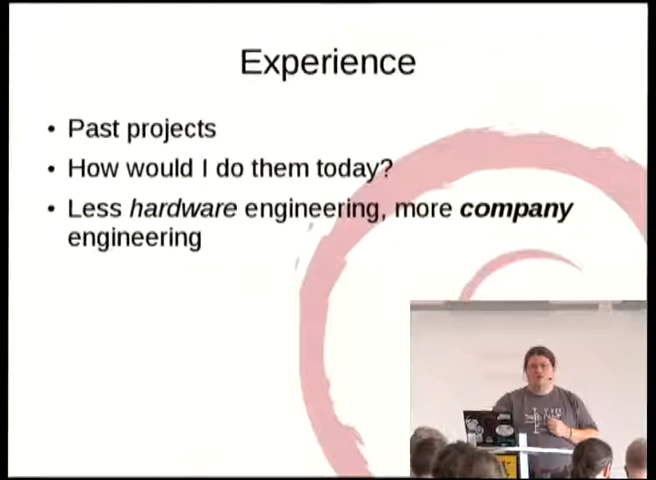 Experience
• Past projects
• How would I do them today?
• Less hardware engineering, more company
engineering